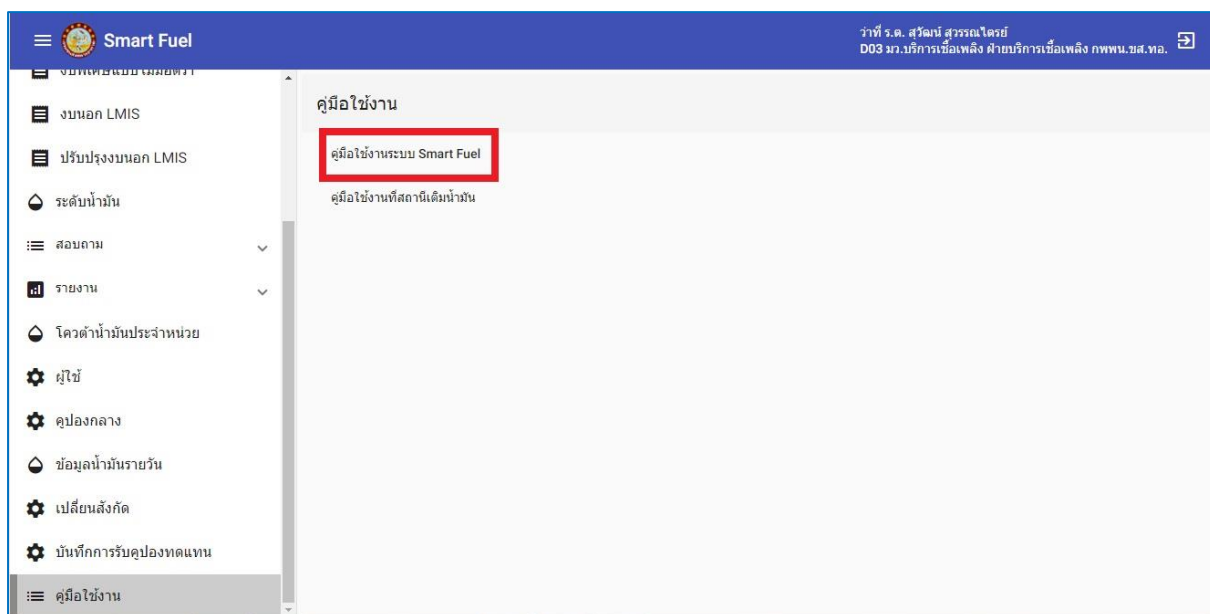 Smart Fuel
ว่าที่ ร.ต. สุวัฒน์ สุวรรณไตรย์
D03 มว.บริการเชื้อเพลิง ฝ่ายบริการเชื้อเพลิง กพพน.ขส.ทอ.
งบนอก LMIS
ปรับปรุงงบนอก LMIS
ระดับน้ำมัน
สอบถาม
รายงาน
โควต้าน้ำมันประจำหน่วย
ผู้ใช้
คูปองกลาง
ข้อมูลน้ำมันรายวัน
เปลี่ยนสังกัด
บันทึกการรับคูปองทดแทน
คู่มือใช้งาน
คู่มือใช้งาน
คู่มือใช้งานระบบ Smart Fuel
คู่มือใช้งานที่สถานีเติมน้ำมัน